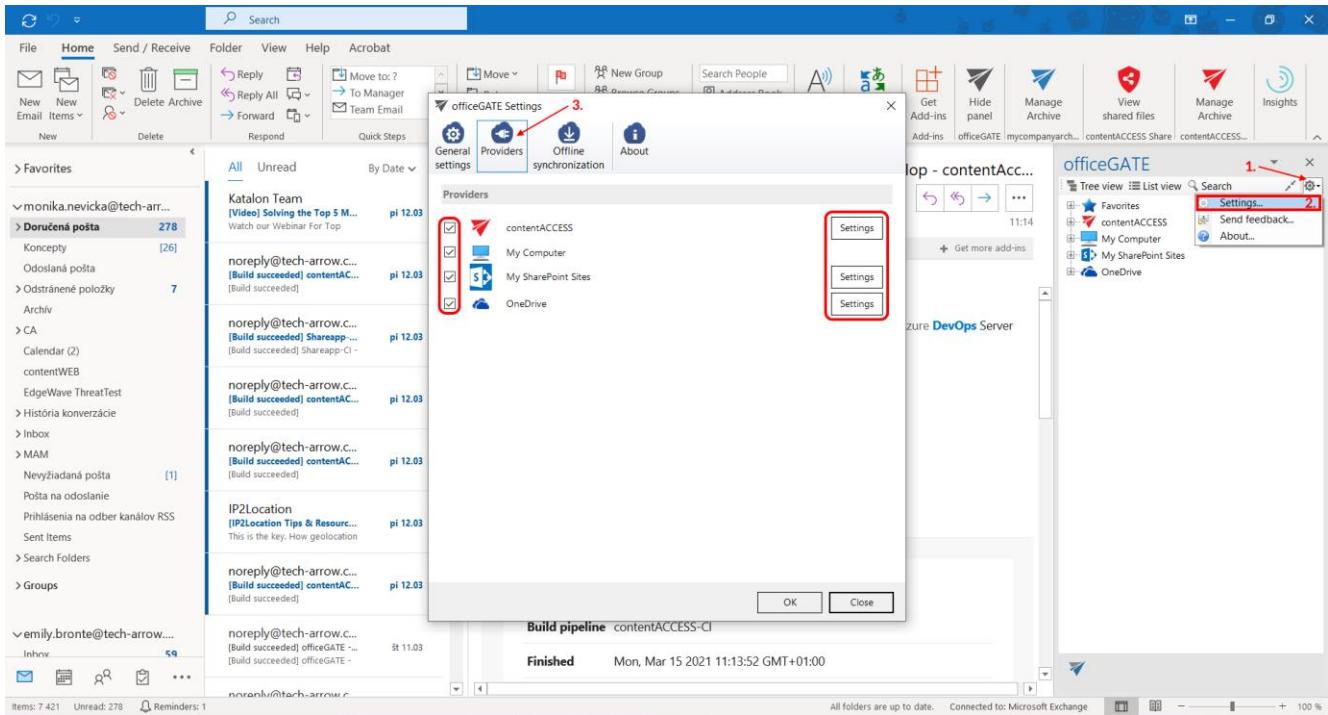 Search
File Home Send / Receive Folder View Help Acrobat
New Email
New Items
Delete
Archive
Reply
Reply All
Forward
Move to: ?
To Manager
Team Email
Move
New Group
Browse Groups
Search People
Address Book
Get Add-ins
Hide panel
Manage Archive
View shared files
Manage Archive
Insights
New
Delete
Respond
Quick Steps
Add-ins
officeGATE
mycompanyarch...
contentACCESS Share
contentACCESS...
Favorites
monika.nevicka@tech-arr...
Doručená pošta 278
Koncepty [26]
Odoslaná pošta
Odstránené položky 7
Archív
CA
Calendar (2)
contentWEB
EdgeWave ThreatTest
História konverzácie
Inbox
MAM
Nevyžiadaná pošta [1]
Pošta na odoslanie
Prihlásenia na odber kanálov RSS
Sent Items
Search Folders
Groups
emily.bronte@tech-arrow....
Inbox 59
All Unread By Date
Katalon Team
[Video] Solving the Top 5 M... pi 12.03
Watch our Webinar For Top
noreply@tech-arrow.c...
[Build succeeded] contentAC... pi 12.03
[Build succeeded]
noreply@tech-arrow.c...
[Build succeeded] Shareapp-... pi 12.03
[Build succeeded] Shareapp-CI -
noreply@tech-arrow.c...
[Build succeeded] contentAC... pi 12.03
[Build succeeded]
noreply@tech-arrow.c...
[Build succeeded] contentAC... pi 12.03
[Build succeeded]
IP2Location
[IP2Location Tips & Resourc... pi 12.03
This is the key. How geolocation
noreply@tech-arrow.c...
[Build succeeded] contentAC... pi 12.03
[Build succeeded]
noreply@tech-arrow.c...
[Build succeeded] officeGATE -... št 11.03
[Build succeeded] officeGATE -
noreply@tech-arrow.c
officeGATE Settings 3.
General settings
Providers
Offline synchronization
About
Providers
contentACCESS Settings
My Computer
My SharePoint Sites Settings
OneDrive Settings
OK Close
lop - contentAcc...
11:14
Get more add-ins
zure DevOps Server
Build pipeline contentACCESS-CI
Finished Mon, Mar 15 2021 11:13:52 GMT+01:00
officeGATE 1.
Tree view List view Search
Favorites
contentACCESS
My Computer
My SharePoint Sites
OneDrive
Settings... 2.
Send feedback...
About...
Items: 7 421 Unread: 278 Reminders: 1
All folders are up to date. Connected to: Microsoft Exchange 100 %